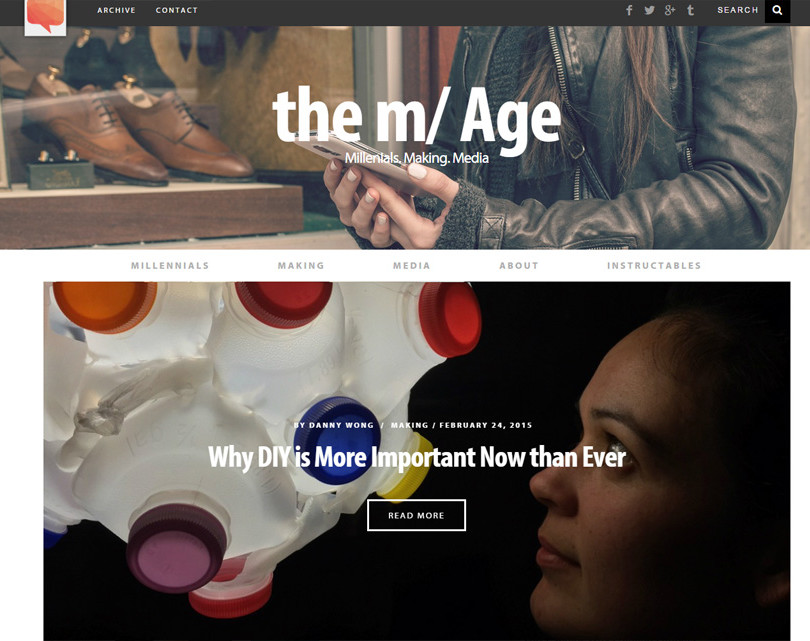 ARCHIVE CONTACT SEARCH
the m/ Age
Millenials. Making. Media
MILLENNIALS MAKING MEDIA ABOUT INSTRUCTABLES
BY DANNY WONG / MAKING / FEBRUARY 24, 2015
Why DIY is More Important Now than Ever
READ MORE